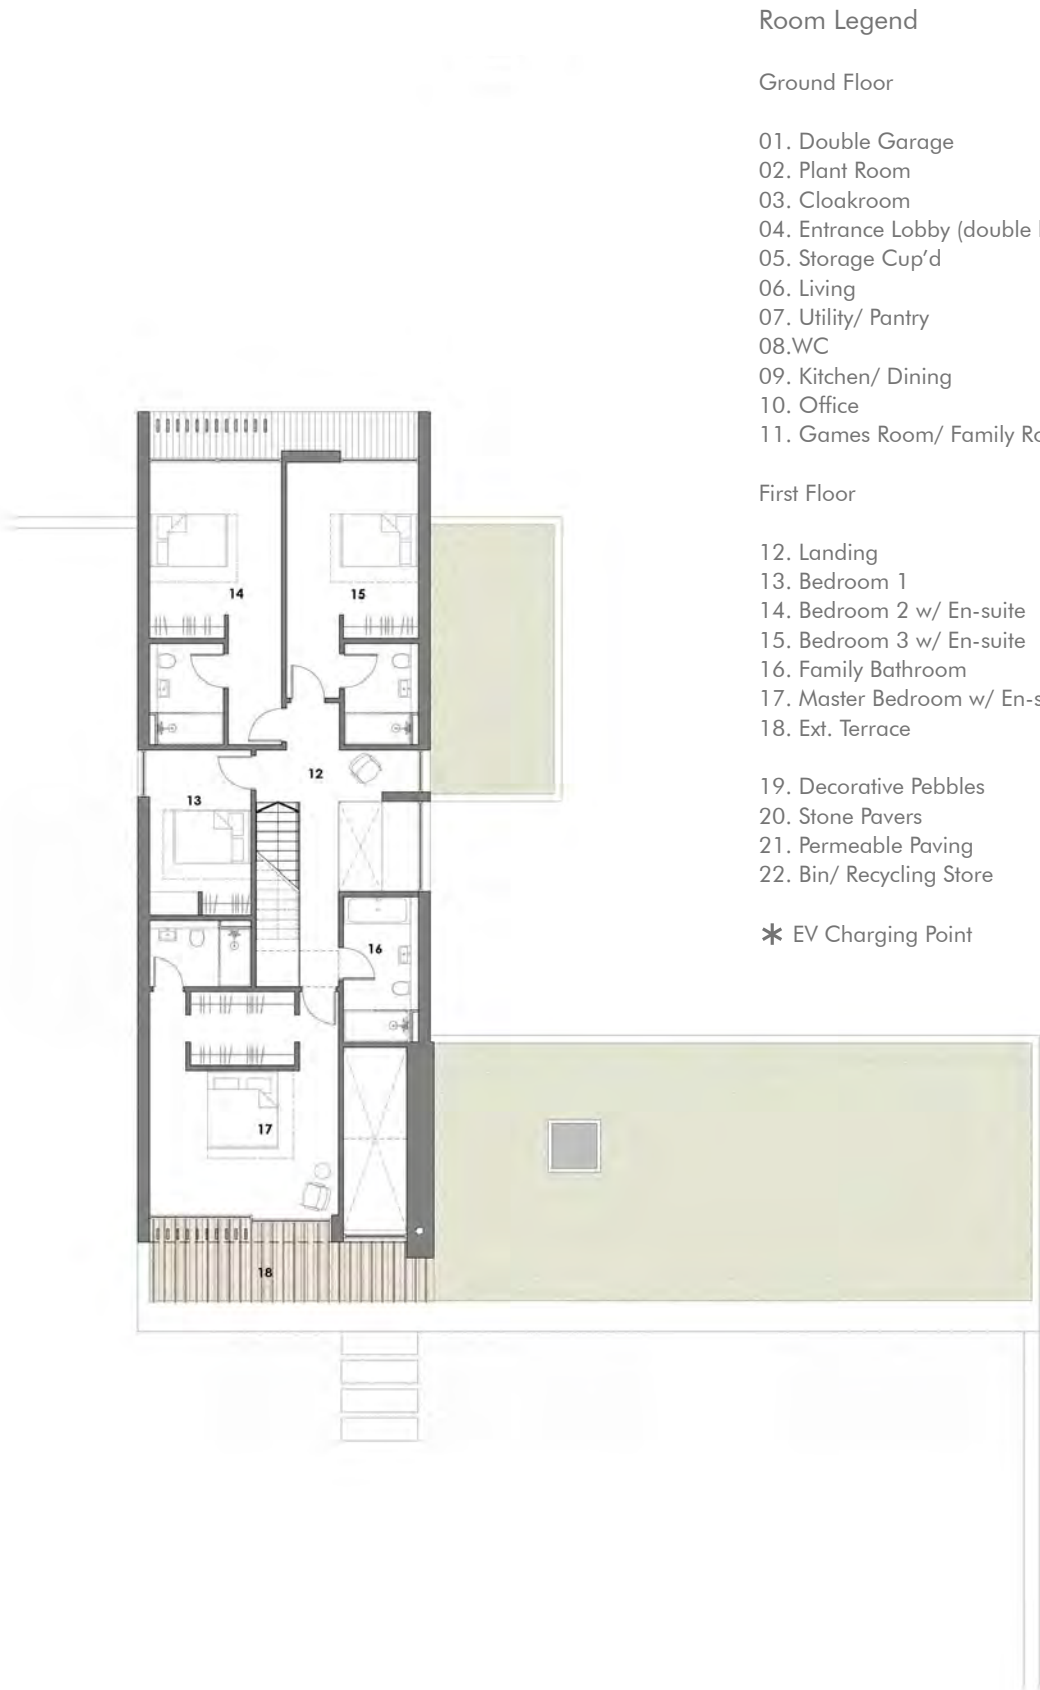 Room Legend
Ground Floor
01. Double Garage
02. Plant Room
03. Cloakroom
04. Entrance Lobby (double
05. Storage Cup’d
06. Living
07. Utility/ Pantry
08.WC
09. Kitchen/ Dining
10. Office
11. Games Room/ Family Ro
First Floor
12. Landing
13. Bedroom 1
14. Bedroom 2 w/ En-suite
15. Bedroom 3 w/ En-suite
16. Family Bathroom
17. Master Bedroom w/ En-s
18. Ext. Terrace
19. Decorative Pebbles
20. Stone Pavers
21. Permeable Paving
22. Bin/ Recycling Store
* EV Charging Point
14
15
12
13
16
17
18